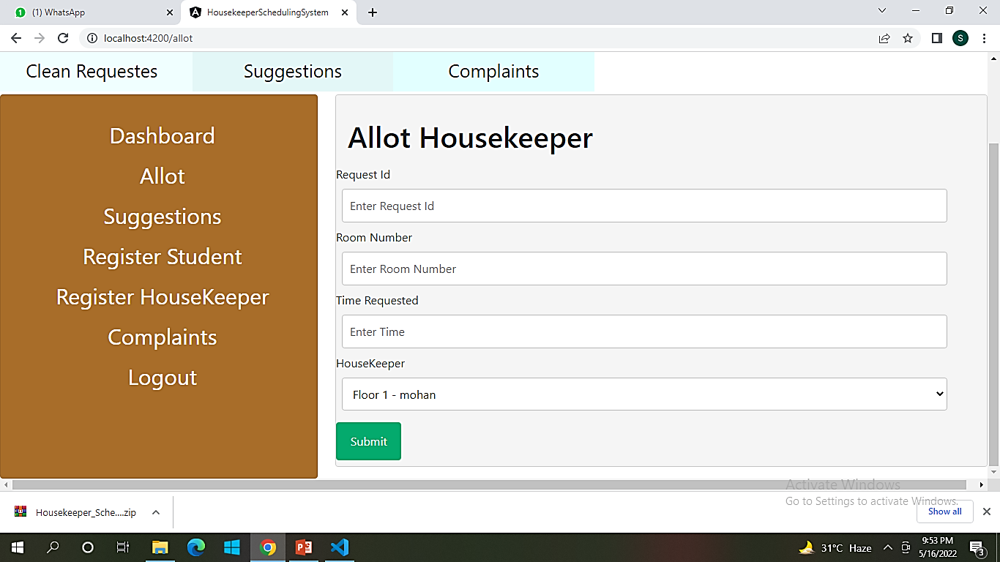 (1) WhatsApp
HousekeeperSchedulingSystem
localhost:4200/allot
S
Clean Requestes
Suggestions
Complaints
Dashboard
Allot
Suggestions
Register Student
Register HouseKeeper
Complaints
Logout
Allot Housekeeper
Request Id
Enter Request Id
Room Number
Enter Room Number
Time Requested
Enter Time
HouseKeeper
Floor 1 - mohan
Submit
Activate Windows
Go to Settings to activate Windows.
Housekeeper_Sche....zip
Show all
31°C Haze
9:53 PM
5/16/2022
3